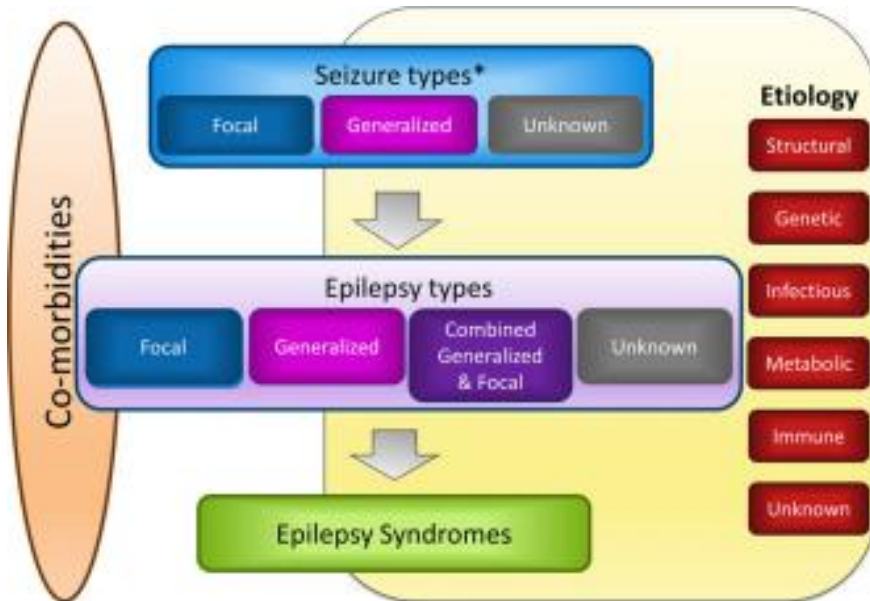 Co-morbidities
Seizure types*
Focal
Generalized
Unknown
Epilepsy types
Focal
Generalized
Combined
Generalized
& Focal
Unknown
Epilepsy Syndromes
Etiology
Structural
Genetic
Infectious
Metabolic
Immune
Unknown